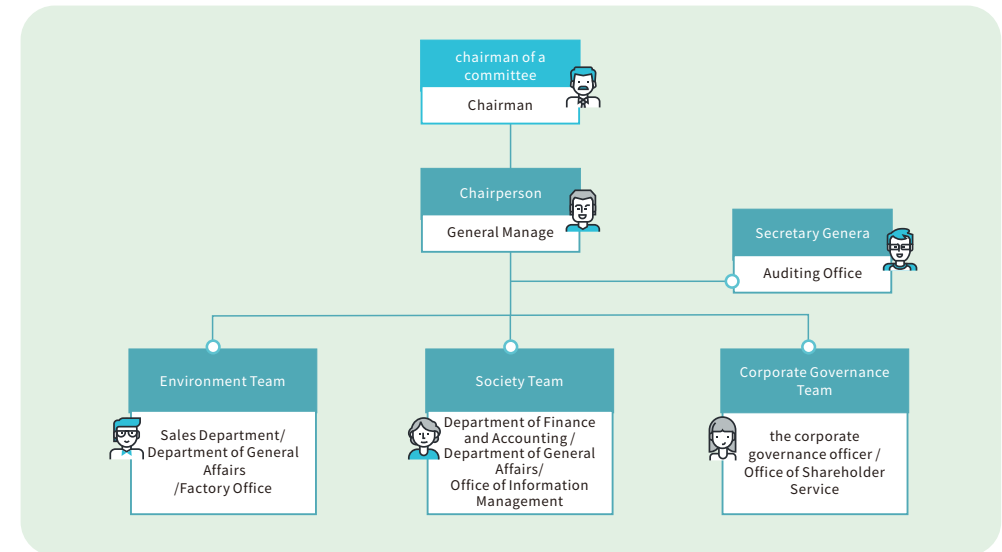 chairman of a
committee
Chairman
Chairperson
General Manage
Secretary Genera
Auditing Office
Environment Team
Sales Department/
Department of General
Affairs
/Factory Office
Society Team
Department of Finance
and Accounting /
Department of General
Affairs/
Office of Information
Management
Corporate Governance
Team
the corporate
governance officer /
Office of Shareholder
Service